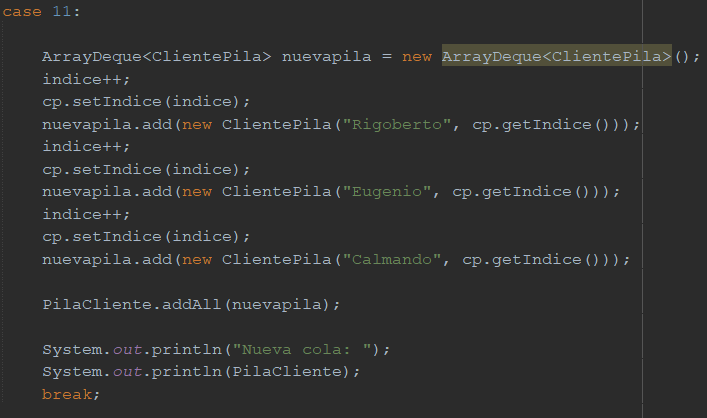 case 11:
ArrayDeque<ClientePila> nuevapila = new ArrayDeque<ClientePila>();
indice++;
cp.setIndice(indice);
nuevapila.add(new ClientePila("Rigoberto", cp.getIndice()));
indice++;
cp.setIndice(indice);
nuevapila.add(new ClientePila("Eugenio", cp.getIndice()));
indice++;
cp.setIndice(indice);
nuevapila.add(new ClientePila("Calmando", cp.getIndice()));
PilaCliente.addAll(nuevapila);
System.out.println("Nueva cola: ");
System.out.println(PilaCliente);
break;